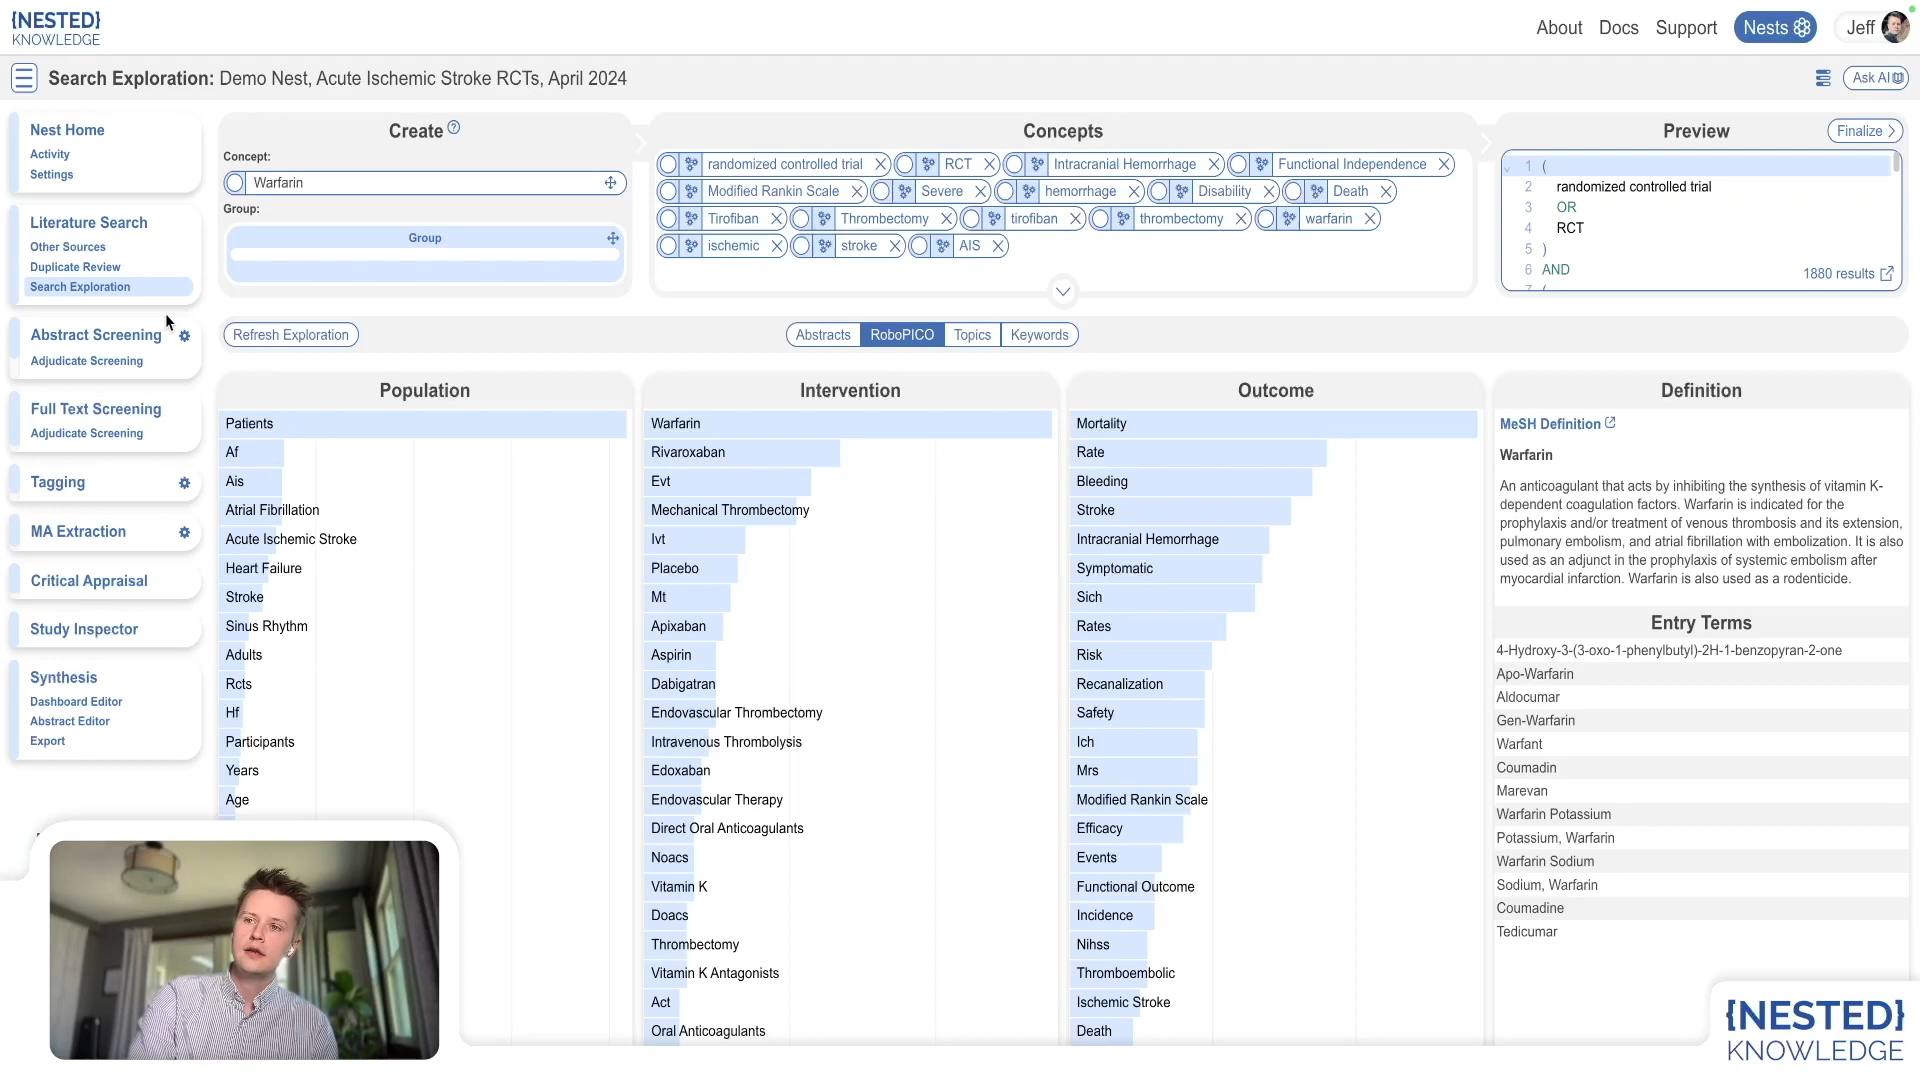 {NESTED}
KNOWLEDGE
About Docs Support Nests Jeff
Search Exploration: Demo Nest, Acute Ischemic Stroke RCTs, April 2024
Ask AI
Nest Home
Activity
Settings
Literature Search
Other Sources
Duplicate Review
Search Exploration
Abstract Screening
Adjudicate Screening
Full Text Screening
Adjudicate Screening
Tagging
MA Extraction
Critical Appraisal
Study Inspector
Synthesis
Dashboard Editor
Abstract Editor
Export
Create
Concept:
Warfarin
Group:
Group
Concepts
randomized controlled trial RCT Intracranial Hemorrhage Functional Independence
Modified Rankin Scale Severe hemorrhage Disability Death
Tirofiban Thrombectomy tirofiban thrombectomy warfarin
ischemic stroke AIS
Preview
Finalize
1 (
2 randomized controlled trial
3 OR
4 RCT
5 )
6 AND
7 (
1880 results
Refresh Exploration
Abstracts RoboPICO Topics Keywords
Population
Patients
Af
Ais
Atrial Fibrillation
Acute Ischemic Stroke
Heart Failure
Stroke
Sinus Rhythm
Adults
Rcts
Hf
Participants
Years
Age
Intervention
Warfarin
Rivaroxaban
Evt
Mechanical Thrombectomy
Ivt
Placebo
Mt
Apixaban
Aspirin
Dabigatran
Endovascular Thrombectomy
Intravenous Thrombolysis
Edoxaban
Endovascular Therapy
Direct Oral Anticoagulants
Noacs
Vitamin K
Doacs
Thrombectomy
Vitamin K Antagonists
Act
Oral Anticoagulants
Outcome
Mortality
Rate
Bleeding
Stroke
Intracranial Hemorrhage
Symptomatic
Sich
Rates
Risk
Recanalization
Safety
Ich
Mrs
Modified Rankin Scale
Efficacy
Events
Functional Outcome
Incidence
Nihss
Thromboembolic
Ischemic Stroke
Death
Definition
MeSH Definition
Warfarin
An anticoagulant that acts by inhibiting the synthesis of vitamin K-
dependent coagulation factors. Warfarin is indicated for the
prophylaxis and/or treatment of venous thrombosis and its extension,
pulmonary embolism, and atrial fibrillation with embolization. It is also
used as an adjunct in the prophylaxis of systemic embolism after
myocardial infarction. Warfarin is also used as a rodenticide.
Entry Terms
4-Hydroxy-3-(3-oxo-1-phenylbutyl)-2H-1-benzopyran-2-one
Apo-Warfarin
Aldocumar
Gen-Warfarin
Warfant
Coumadin
Marevan
Warfarin Potassium
Potassium, Warfarin
Warfarin Sodium
Sodium, Warfarin
Coumadine
Tedicumar
{NESTED}
KNOWLEDGE